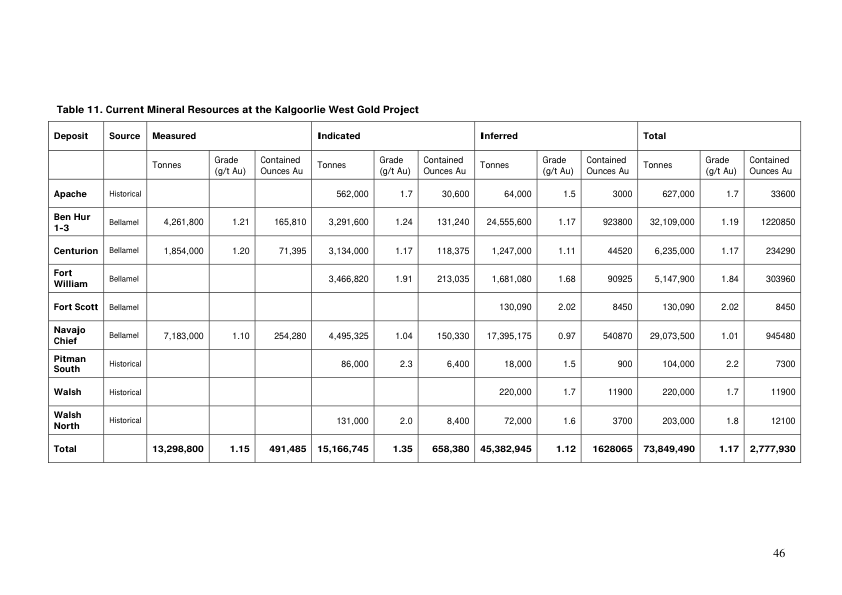 Table 11. Current Mineral Resources at the Kalgoorlie West Gold Project
Deposit Source Measured Indicated Inferred Total
Tonnes Grade (g/t Au) Contained Ounces Au Tonnes Grade (g/t Au) Contained Ounces Au Tonnes Grade (g/t Au) Contained Ounces Au Tonnes Grade (g/t Au) Contained Ounces Au
Apache Historical 562,000 1.7 30,600 64,000 1.5 3000 627,000 1.7 33600
Ben Hur 1-3 Bellamel 4,261,800 1.21 165,810 3,291,600 1.24 131,240 24,555,600 1.17 923800 32,109,000 1.19 1220850
Centurion Bellamel 1,854,000 1.20 71,395 3,134,000 1.17 118,375 1,247,000 1.11 44520 6,235,000 1.17 234290
Fort William Bellamel 3,466,820 1.91 213,035 1,681,080 1.68 90925 5,147,900 1.84 303960
Fort Scott Bellamel 130,090 2.02 8450 130,090 2.02 8450
Navajo Chief Bellamel 7,183,000 1.10 254,280 4,495,325 1.04 150,330 17,395,175 0.97 540870 29,073,500 1.01 945480
Pitman South Historical 86,000 2.3 6,400 18,000 1.5 900 104,000 2.2 7300
Walsh Historical 220,000 1.7 11900 220,000 1.7 11900
Walsh North Historical 131,000 2.0 8,400 72,000 1.6 3700 203,000 1.8 12100
Total 13,298,800 1.15 491,485 15,166,745 1.35 658,380 45,382,945 1.12 1628065 73,849,490 1.17 2,777,930
46